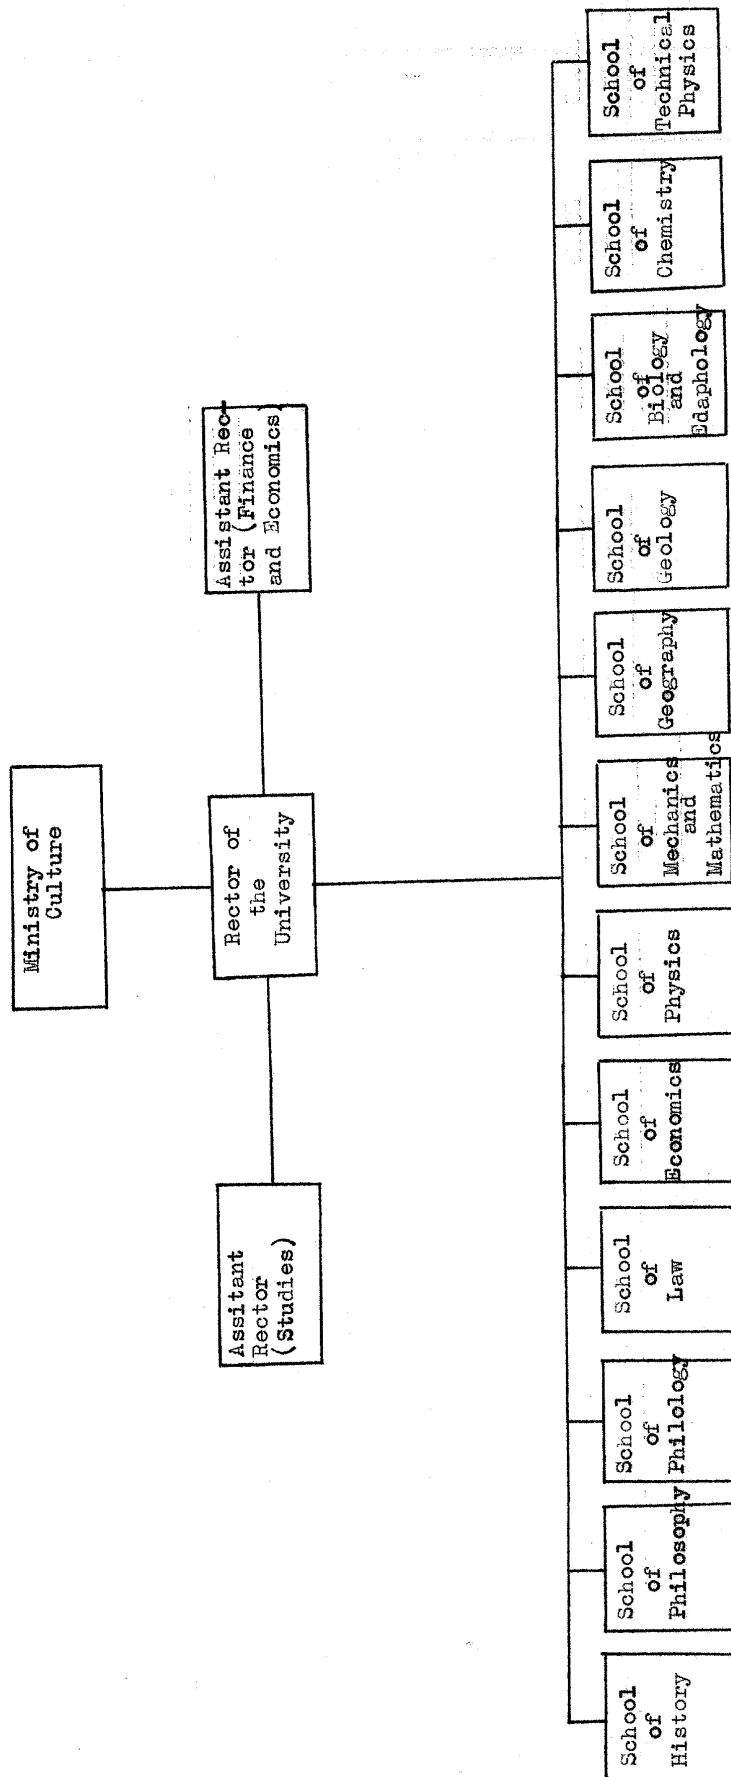 Ministry of
Culture
Assitant
Rector
(Studies)
Rector of
the
University
Assistant Rec-
tor (Finance
and Economics)
School
of
History
School
of
Philosophy
School
of
Philology
School
of
Law
School
of
Economics
School
of
Physics
School
of
Mechanics
and
Mathematics
School
of
Geography
School
of
Geology
School
of
Biology
and
Edaphology
School
of
Chemistry
School
of
Technical
Physics